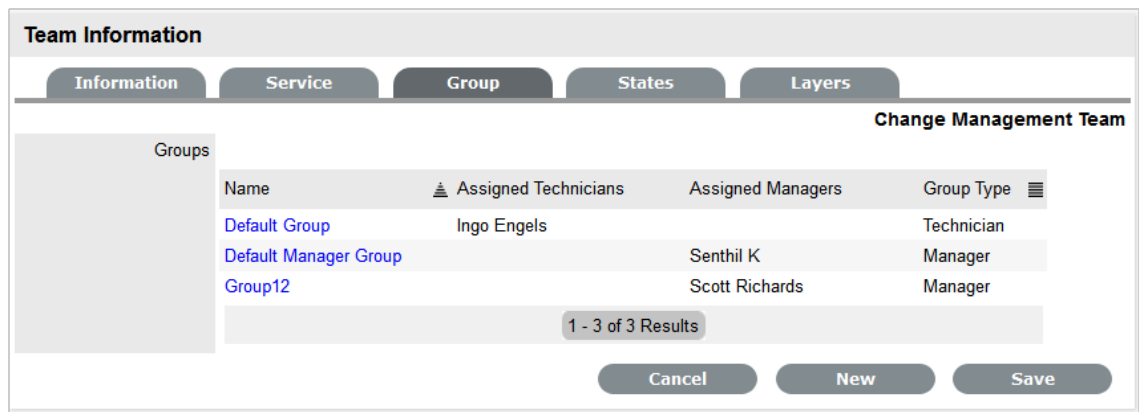 Team Information
Information Service Group States Layers
Change Management Team
Groups
Name Assigned Technicians Assigned Managers Group Type
Default Group Ingo Engels Technician
Default Manager Group Senthil K Manager
Group12 Scott Richards Manager
1 - 3 of 3 Results
Cancel New Save